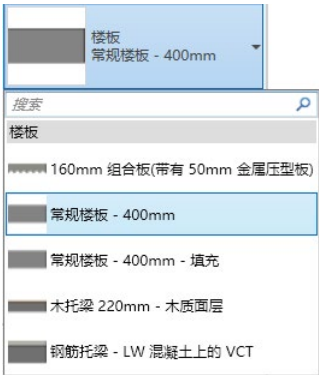 楼板
常规楼板 - 400mm
搜索
楼板
160mm 组合板(带有 50mm 金属压型板)
常规楼板 - 400mm
常规楼板 - 400mm - 填充
木托梁 220mm - 木质面层
钢筋托梁 - LW 混凝土上的 VCT